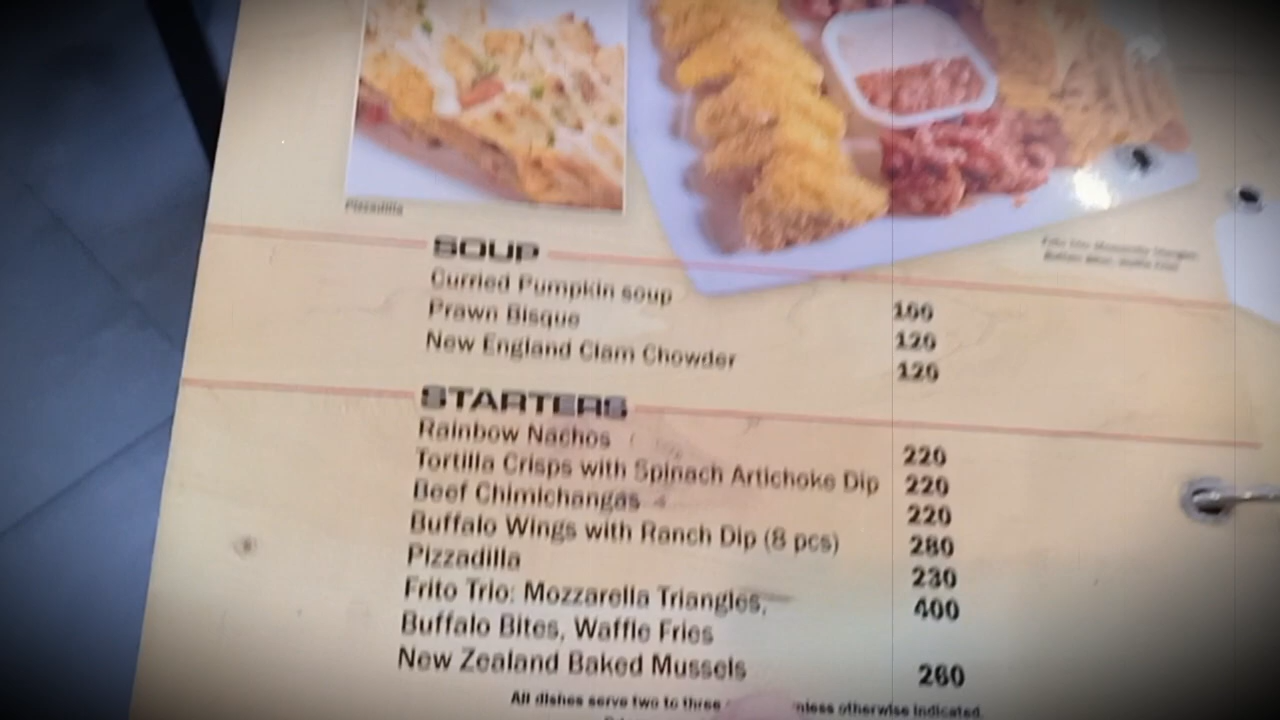 Pizzadilla
SOUP
Curried Pumpkin soup 160
Prawn Bisque 120
New England Clam Chowder 120
STARTERS
Rainbow Nachos 220
Tortilla Crisps with Spinach Artichoke Dip 220
Beef Chimichangas 220
Buffalo Wings with Ranch Dip (8 pcs) 280
Pizzadilla 230
Frito Trio: Mozzarella Triangles, 400
Buffalo Bites, Waffle Fries
New Zealand Baked Mussels 260
All dishes serve two to three otherwise indicated.